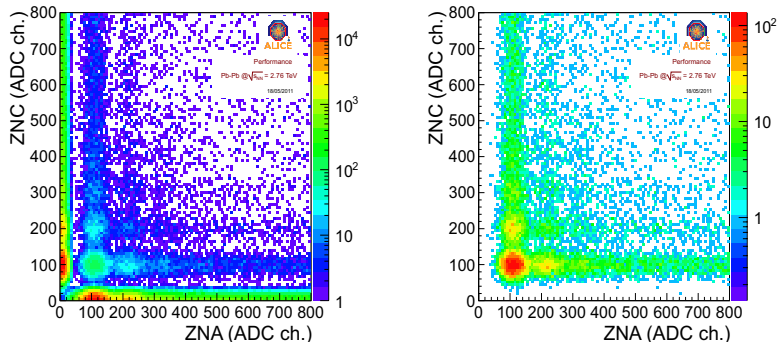 800
700
600
500
400
300
200
100
0
ZNC (ADC ch.)
0 100 200 300 400 500 600 700 800
ZNA (ADC ch.)
10⁴
10³
10²
10
1
ALICE
Performance
Pb-Pb @√sNN = 2.76 TeV
18/05/2011
800
700
600
500
400
300
200
100
0
ZNC (ADC ch.)
0 100 200 300 400 500 600 700 800
ZNA (ADC ch.)
10²
10
1
ALICE
Performance
Pb-Pb @√sNN = 2.76 TeV
18/05/2011